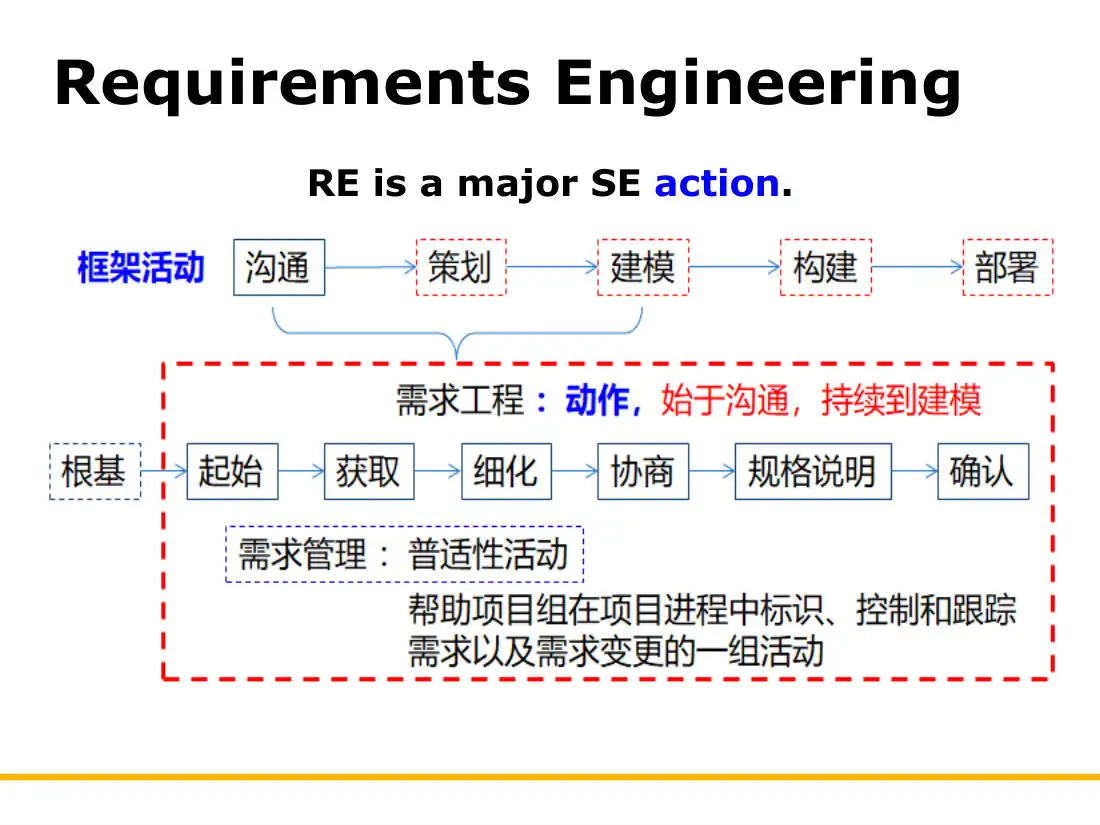 Requirements Engineering
RE is a major SE action.
框架活动 沟通 策划 建模 构建 部署
需求工程：动作，始于沟通，持续到建模
根基 起始 获取 细化 协商 规格说明 确认
需求管理：普适性活动
帮助项目组在项目进程中标识、控制和跟踪
需求以及需求变更的一组活动